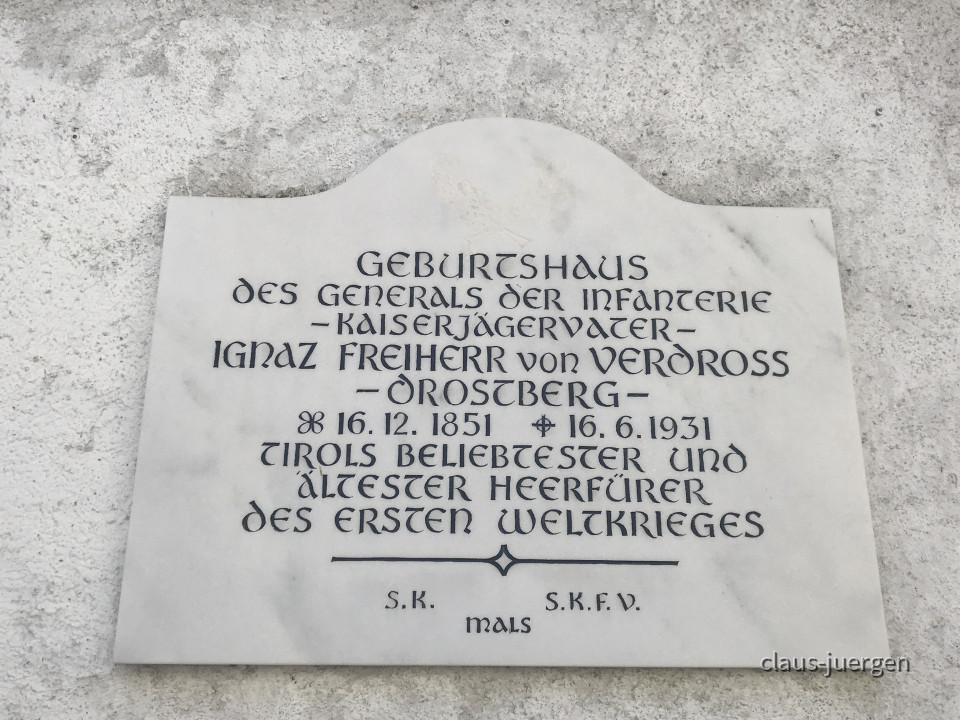 GEBURTSHAUS
DES GENERALS DER INFANTERIE
–KAISERJÄGERVATER–
IGNAZ FREIHERR von VERDROSS
–DROSTBERG–
16.12.1851 16.6.1931
TIROLS BELIEBTESTER UND
ÄLTESTER HEERFÜRER
DES ERSTEN WELTKRIEGES
S.K. S.K.F.V.
MALS
claus-juergen